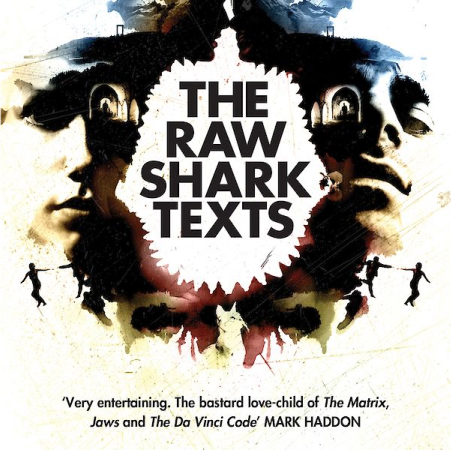 THE
RAW
SHARK
TEXTS
‘Very entertaining. The bastard love-child of The Matrix,
Jaws and The Da Vinci Code’ MARK HADDON